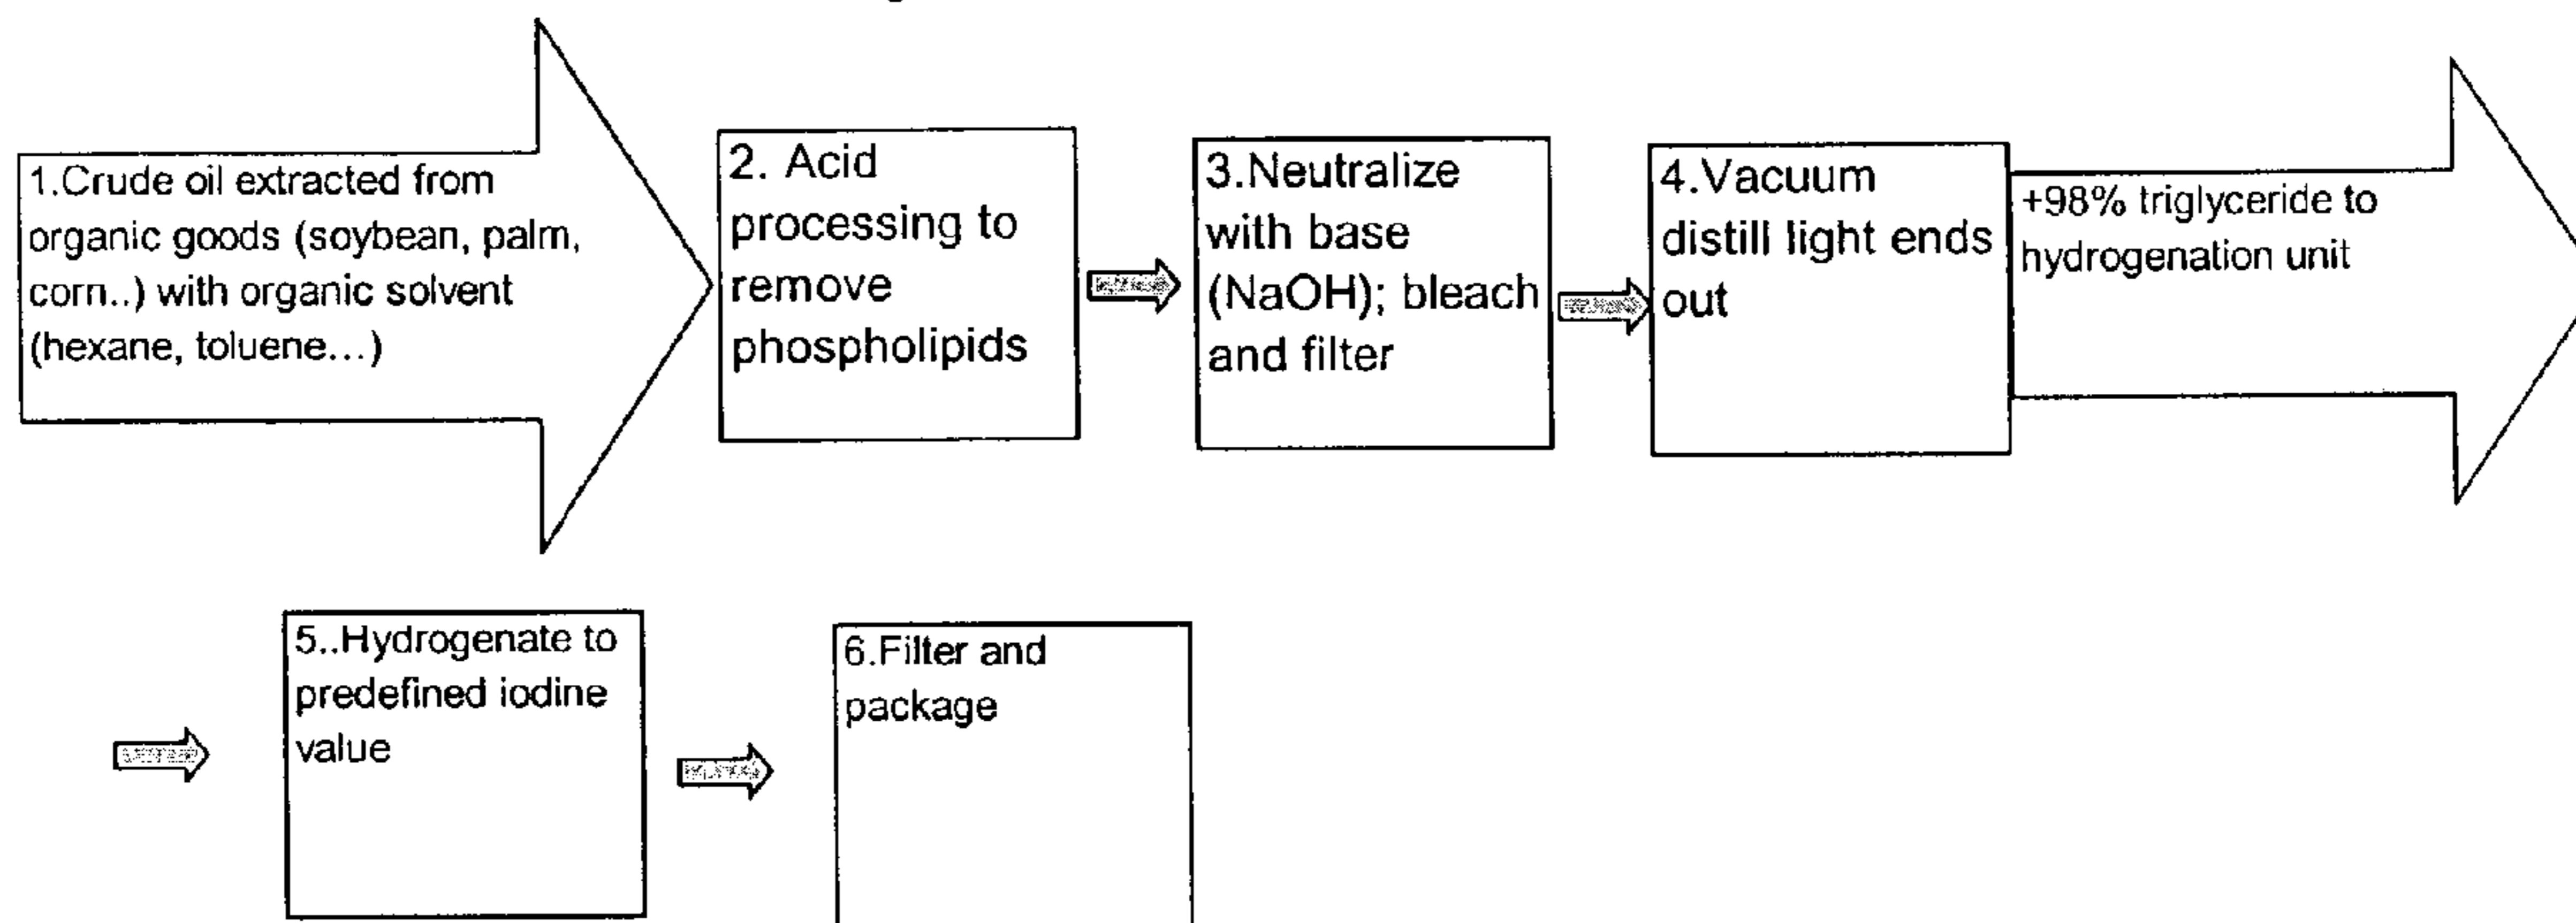 1.Crude oil extracted from
organic goods (soybean, palm,
corn..) with organic solvent
(hexane, toluene...)
2. Acid
processing to
remove
phospholipids
3.Neutralize
with base
(NaOH); bleach
and filter
4.Vacuum
distill light ends
out
+98% triglyceride to
hydrogenation unit
5..Hydrogenate to
predefined iodine
value
6.Filter and
package